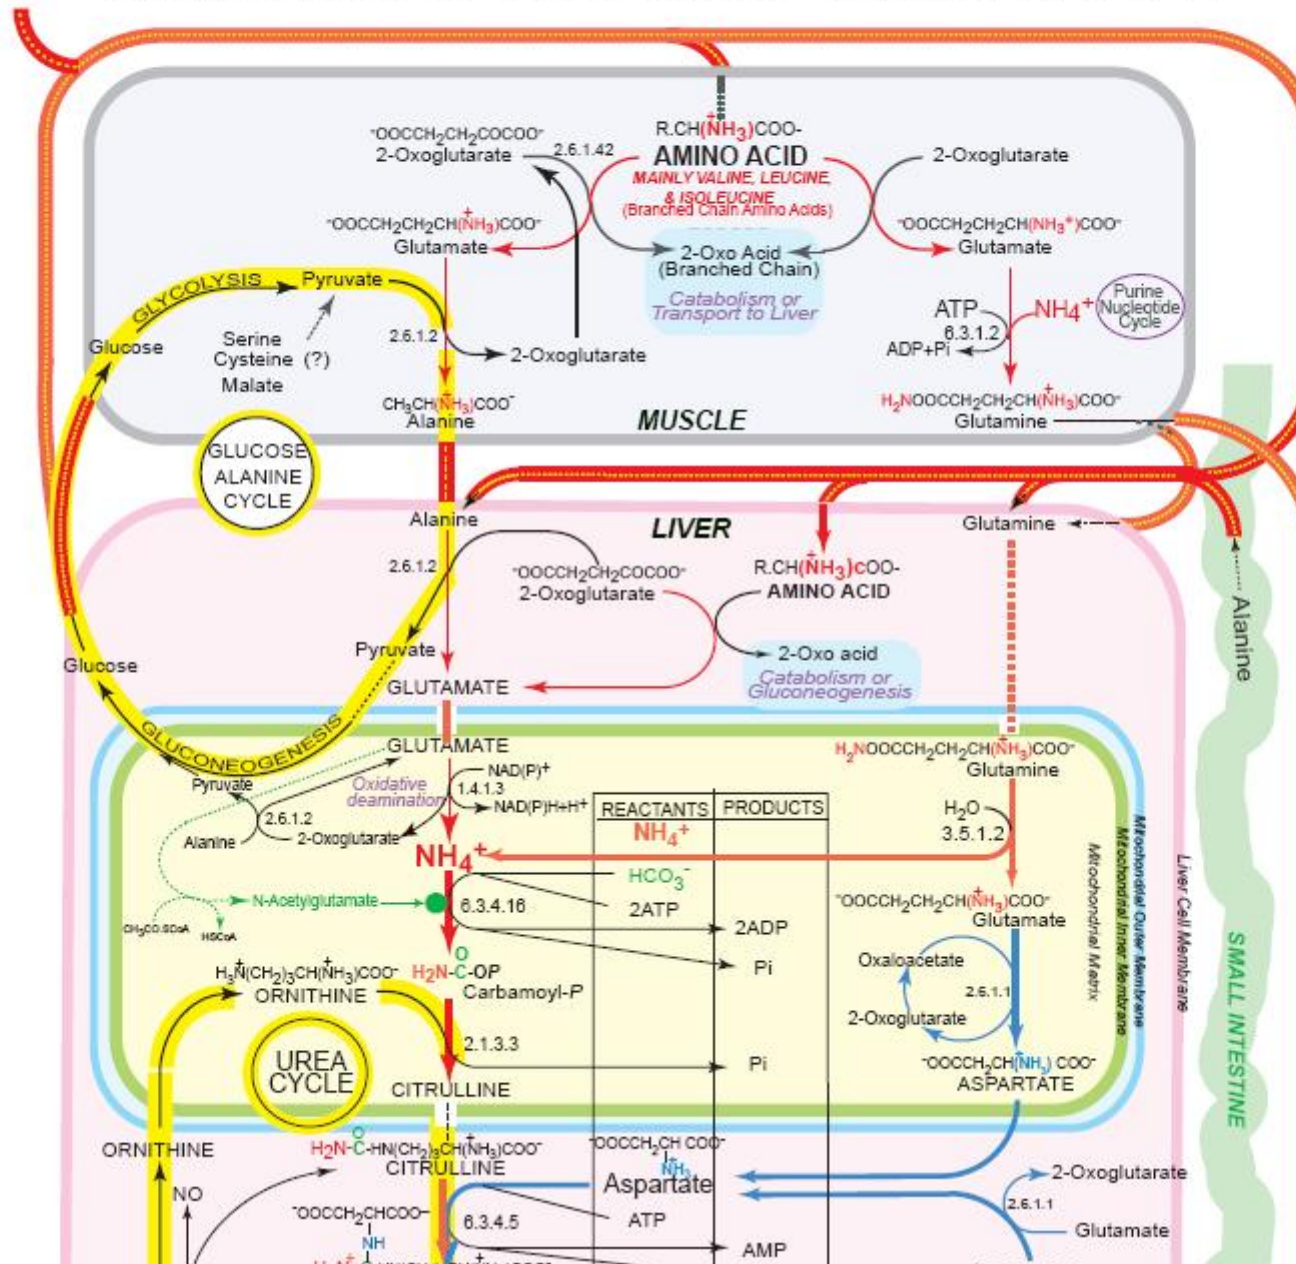 R.CH(NH3)COO-
AMINO ACID
MAINLY VALINE, LEUCINE,
& ISOLEUCINE
(Branched Chain Amino Acids)
-OOCCH2CH2COCOO-
2-Oxoglutarate
2.6.1.42
2-Oxoglutarate
-OOCCH2CH2CH(NH3)COO-
Glutamate
2-Oxo Acid
(Branched Chain)
Catabolism or
Transport to Liver
-OOCCH2CH2CH(NH3+)COO-
Glutamate
GLYCOLYSIS
Pyruvate
2.6.1.2
Glucose
Serine
Cysteine (?)
Malate
2-Oxoglutarate
ATP
NH4+
Purine
Nucleotide
Cycle
6.3.1.2
ADP+Pi
CH3CH(NH3)COO-
Alanine
MUSCLE
H2NOOCCH2CH2CH(NH3)COO-
Glutamine
GLUCOSE
ALANINE
CYCLE
Alanine
LIVER
Glutamine
2.6.1.2
-OOCCH2CH2COCOO-
2-Oxoglutarate
R.CH(NH3)cOO-
AMINO ACID
Alanine
Pyruvate
Glucose
GLUTAMATE
2-Oxo acid
Catabolism or
Gluconeogenesis
GLUCONEOGENESIS
GLUTAMATE
Pyruvate
Oxidative
deamination
NAD(P)+
1.4.1.3
NAD(P)H+H+
2.6.1.2
Alanine
2-Oxoglutarate
REACTANTS
PRODUCTS
NH4+
NH4+
H2NOOCCH2CH2CH(NH3)COO-
Glutamine
H2O
3.5.1.2
HCO3-
N-Acetylglutamate
6.3.4.16
2ATP
2ADP
Pi
CH3CO.SCoA
HSCoA
-OOCCH2CH2CH(NH3)COO-
Glutamate
Oxaloacetate
2.6.1.1
2-Oxoglutarate
Mitochondrial Matrix
Mitochondrial Inner Membrane
Mitochondrial Outer Membrane
Liver Cell Membrane
SMALL INTESTINE
H3N(CH2)3CH(NH3)COO-
ORNITHINE
O
H2N-C-OP
Carbamoyl-P
UREA
CYCLE
2.1.3.3
Pi
CITRULLINE
-OOCCH2CH(NH3) COO-
ASPARTATE
ORNITHINE
O
H2N-C-HN(CH2)3CH(NH3)COO-
CITRULLINE
-OOCCH2CH COO-
NH3
Aspartate
NO
-OOCCH2CHCOO-
NH
6.3.4.5
ATP
AMP
2-Oxoglutarate
2.6.1.1
Glutamate